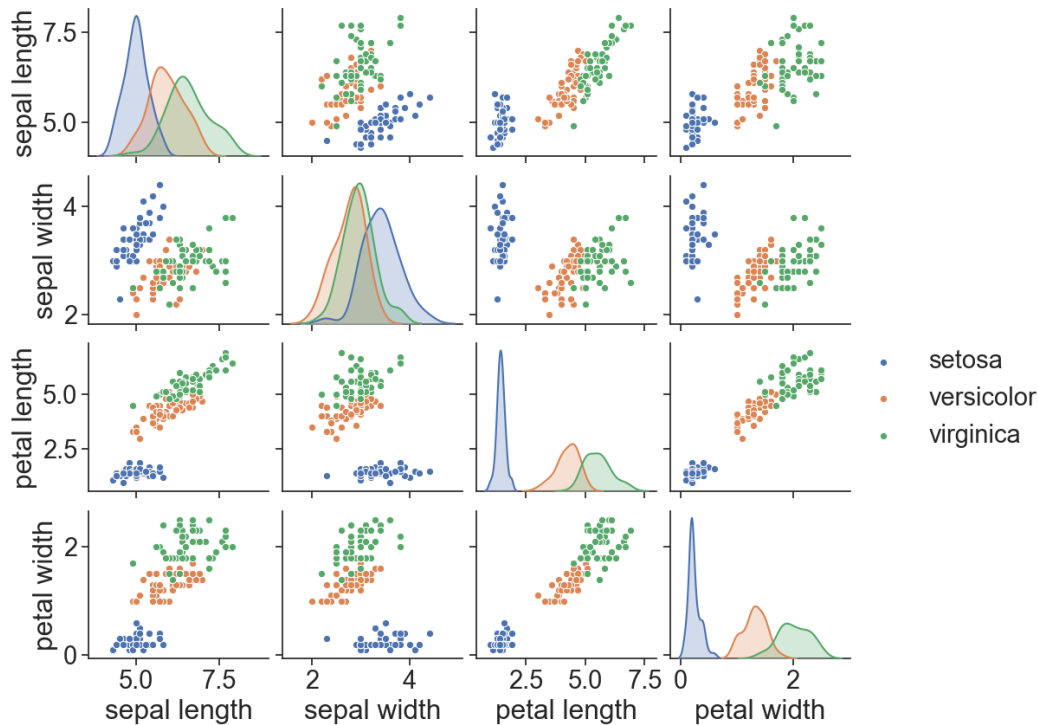 sepal length
7.5
5.0
sepal width
4
2
petal length
5.0
2.5
petal width
2
0
5.0 7.5
sepal length
2 4
sepal width
2.5 5.0 7.5
petal length
0 2
petal width
setosa
versicolor
virginica